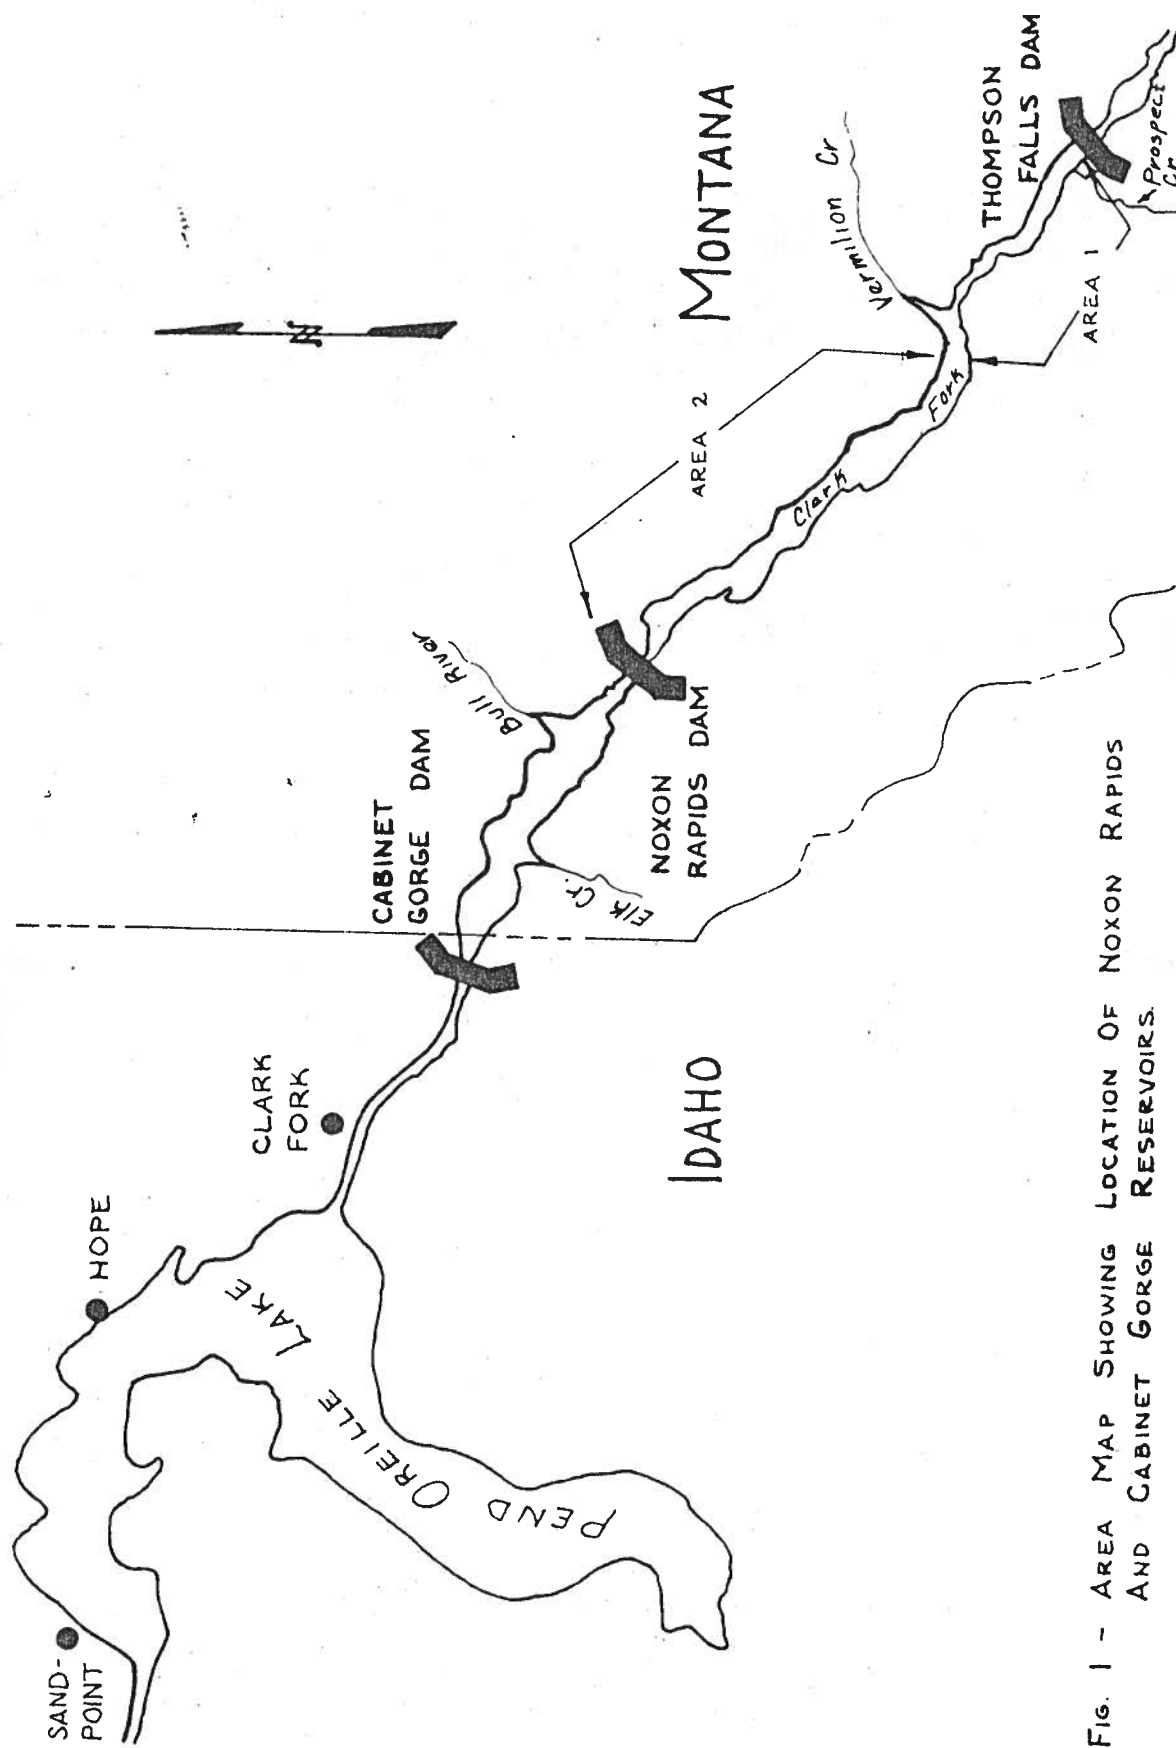 SAND-
POINT
HOPE
CLARK
FORK
PEND OREILLE LAKE
CABINET
GORGE DAM
Bull River
Elk Cr.
NOXON
RAPIDS DAM
IDAHO
MONTANA
N
AREA 2
Clark Fork
Vermilion Cr
AREA 1
THOMPSON
FALLS DAM
Prospect
Cr
FIG. 1 - AREA MAP SHOWING LOCATION OF NOXON RAPIDS
AND CABINET GORGE RESERVOIRS.